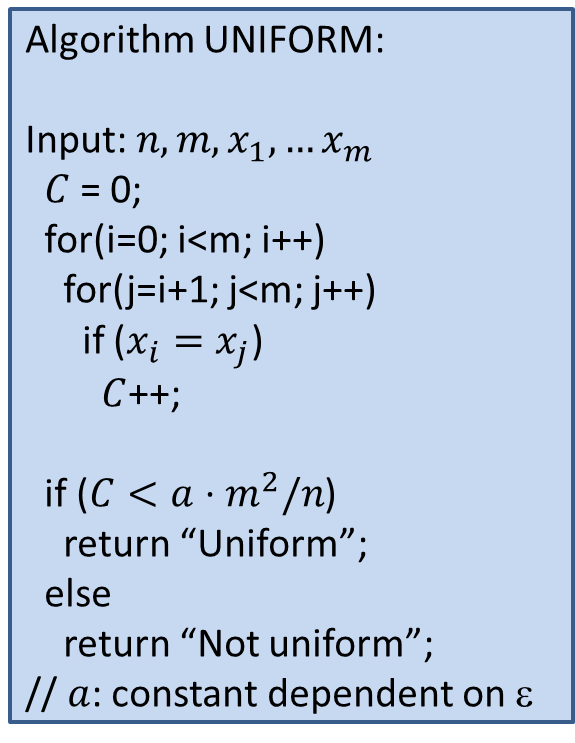 Algorithm UNIFORM:
Input: n, m, x₁, … xₘ
C = 0;
for(i=0; i<m; i++)
for(j=i+1; j<m; j++)
if (xᵢ = xⱼ)
C++;
if (C < a · m²/n)
return “Uniform”;
else
return “Not uniform”;
// a: constant dependent on ε